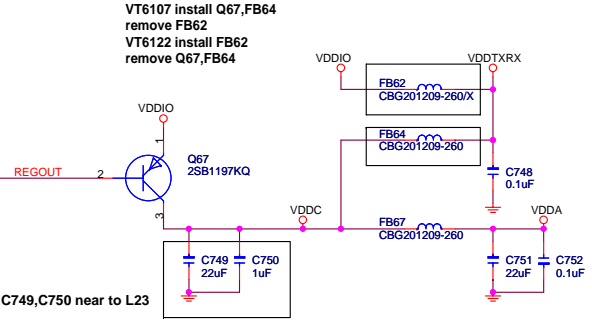 VT6107 install Q67,FB64
remove FB62
VT6122 install FB62
remove Q67,FB64
VDDIO
VDDTXRX
FB62
CBG201209-260/X
VDDIO
1
FB64
CBG201209-260
REGOUT
2
Q67
2SB1197KQ
C748
0.1uF
3
VDDC
VDDA
FB67
CBG201209-260
C749
22uF
C750
1uF
C751
22uF
C752
0.1uF
C749,C750 near to L23